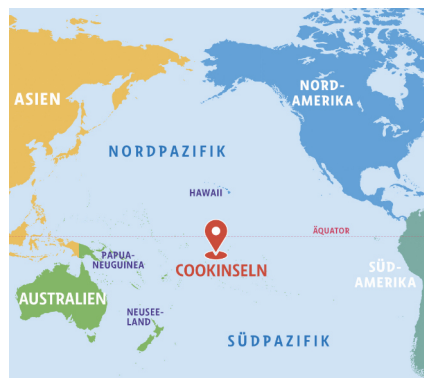 ASIEN
NORD-
AMERIKA
NORDPAZIFIK
HAWAII
ÄQUATOR
PAPUA-
NEUGUINEA
COOKINSELN
SÜD-
AMERIKA
AUSTRALIEN
NEUSEE-
LAND
SÜDPAZIFIK